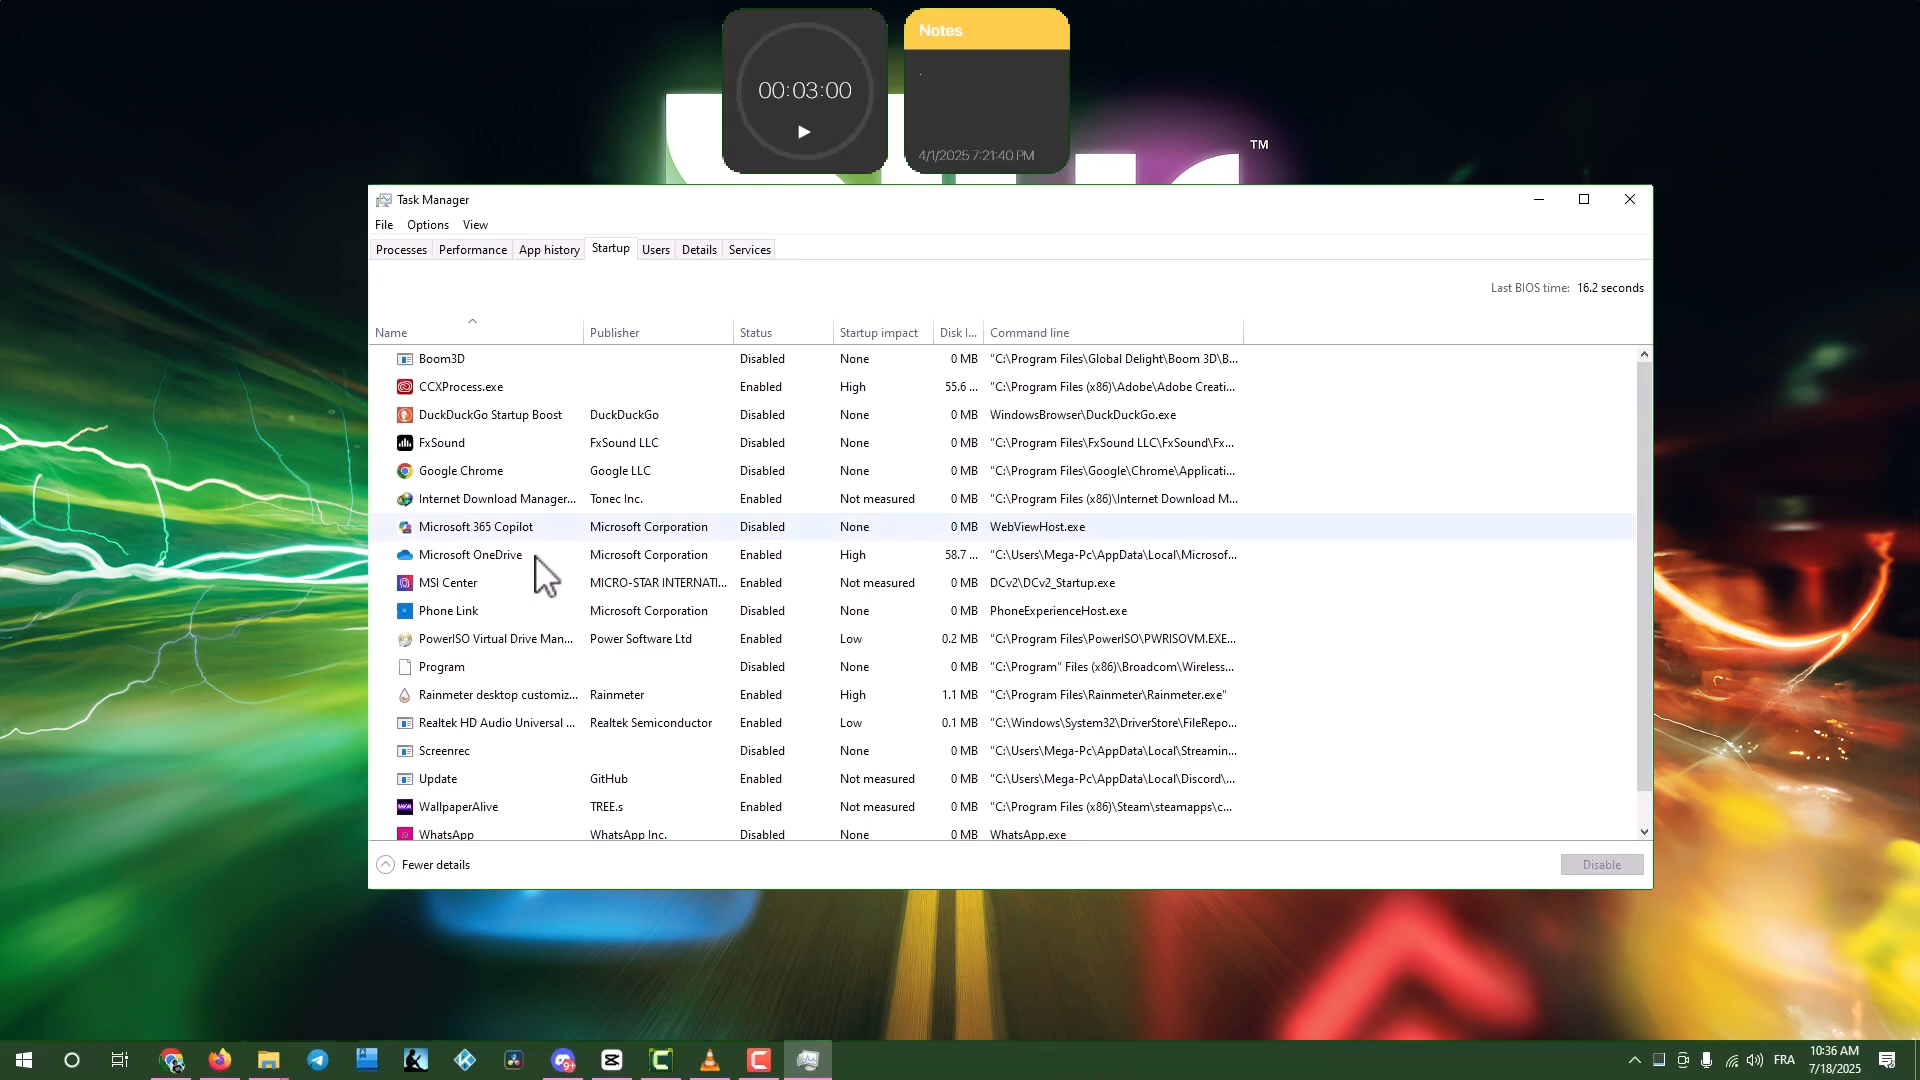 00:03:00
Notes
.
4/1/2025 7:21:40 PM
TM
Task Manager
File Options View
Processes Performance App history Startup Users Details Services
Last BIOS time: 16.2 seconds
Name Publisher Status Startup impact Disk I... Command line
Boom3D Disabled None 0 MB "C:\Program Files\Global Delight\Boom 3D\B...
CCXProcess.exe Enabled High 55.6 ... "C:\Program Files (x86)\Adobe\Adobe Creati...
DuckDuckGo Startup Boost DuckDuckGo Disabled None 0 MB WindowsBrowser\DuckDuckGo.exe
FxSound FxSound LLC Disabled None 0 MB "C:\Program Files\FxSound LLC\FxSound\Fx...
Google Chrome Google LLC Disabled None 0 MB "C:\Program Files\Google\Chrome\Applicati...
Internet Download Manager... Tonec Inc. Enabled Not measured 0 MB "C:\Program Files (x86)\Internet Download M...
Microsoft 365 Copilot Microsoft Corporation Disabled None 0 MB WebViewHost.exe
Microsoft OneDrive Microsoft Corporation Enabled High 58.7 ... "C:\Users\Mega-Pc\AppData\Local\Microsof...
MSI Center MICRO-STAR INTERNATI... Enabled Not measured 0 MB DCv2\DCv2_Startup.exe
Phone Link Microsoft Corporation Disabled None 0 MB PhoneExperienceHost.exe
PowerISO Virtual Drive Man... Power Software Ltd Enabled Low 0.2 MB "C:\Program Files\PowerISO\PWRISOVM.EXE...
Program Disabled None 0 MB "C:\Program" Files (x86)\Broadcom\Wireless...
Rainmeter desktop customiz... Rainmeter Enabled High 1.1 MB "C:\Program Files\Rainmeter\Rainmeter.exe"
Realtek HD Audio Universal ... Realtek Semiconductor Enabled Low 0.1 MB "C:\Windows\System32\DriverStore\FileRepo...
Screenrec Disabled None 0 MB "C:\Users\Mega-Pc\AppData\Local\Streamin...
Update GitHub Enabled Not measured 0 MB "C:\Users\Mega-Pc\AppData\Local\Discord\...
WallpaperAlive TREE.s Enabled Not measured 0 MB "C:\Program Files (x86)\Steam\steamapps\c...
WhatsApp WhatsApp Inc. Disabled None 0 MB WhatsApp.exe
Fewer details Disable
9+
FRA
10:36 AM
7/18/2025